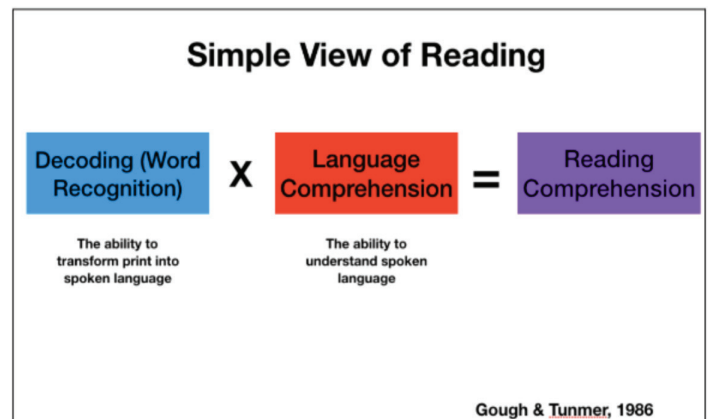 Simple View of Reading
Decoding (Word
Recognition)
X
Language
Comprehension
=
Reading
Comprehension
The ability to
transform print into
spoken language
The ability to
understand spoken
language
Gough & Tunmer, 1986